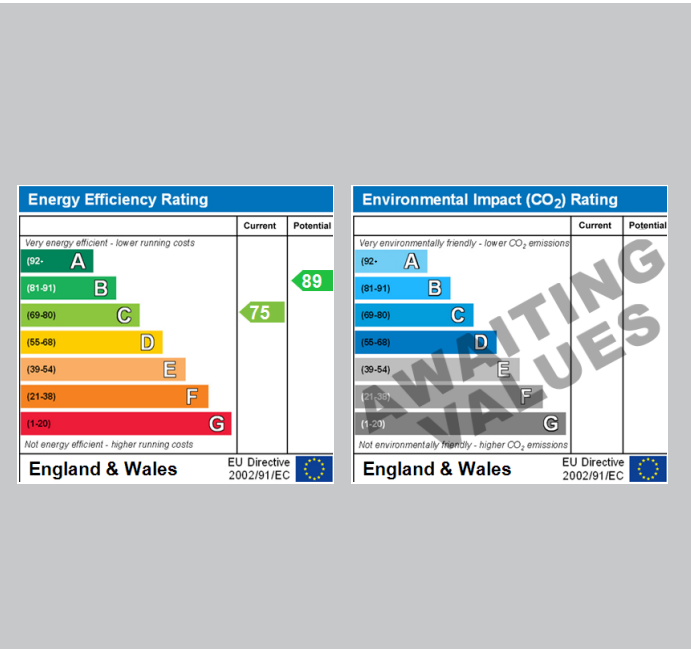 Energy Efficiency Rating
Current Potential
Very energy efficient - lower running costs
(92- A
(81-91) B
89
(69-80) C
75
(55-68) D
(39-54) E
(21-38) F
(1-20) G
Not energy efficient - higher running costs
England & Wales
EU Directive
2002/91/EC
Environmental Impact (CO2) Rating
Current Potential
Very environmentally friendly - lower CO2 emissions
(92- A
(81-91) B
(69-80) C
(55-68) D
(39-54) E
(21-38) F
(1-20) G
AWAITING
VALUES
Not environmentally friendly - higher CO2 emissions
England & Wales
EU Directive
2002/91/EC